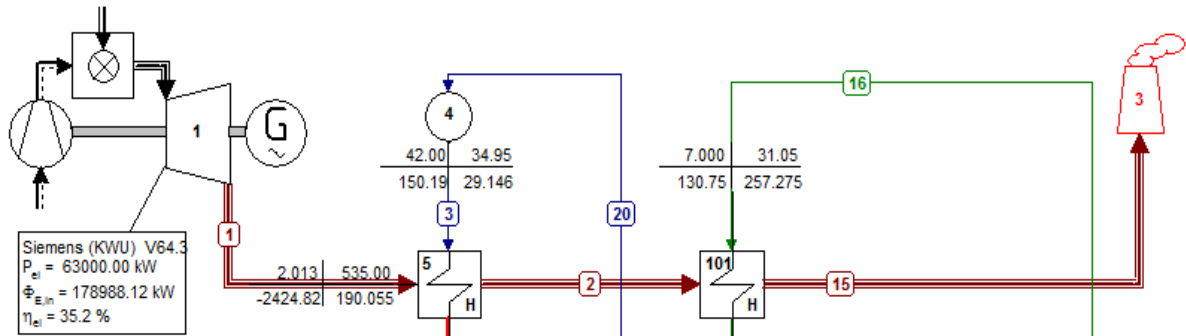 16
3
4
1
G
~
42.00 34.95
150.19 29.146
7.000 31.05
130.75 257.275
3
20
1
Siemens (KWU) V64.3
Pel = 63000.00 kW
ΦE,in = 178988.12 kW
ηel = 35.2 %
2.013 535.00
-2424.82 190.055
5
H
2
101
H
15